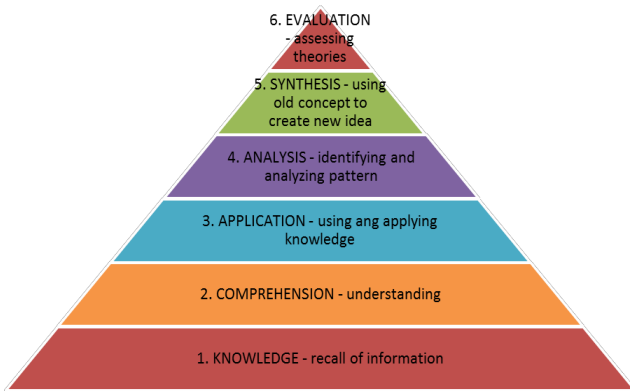 6. EVALUATION
- assessing
theories
5. SYNTHESIS - using
old concept to
create new idea
4. ANALYSIS - identifying and
analyzing pattern
3. APPLICATION - using ang applying
knowledge
2. COMPREHENSION - understanding
1. KNOWLEDGE - recall of information